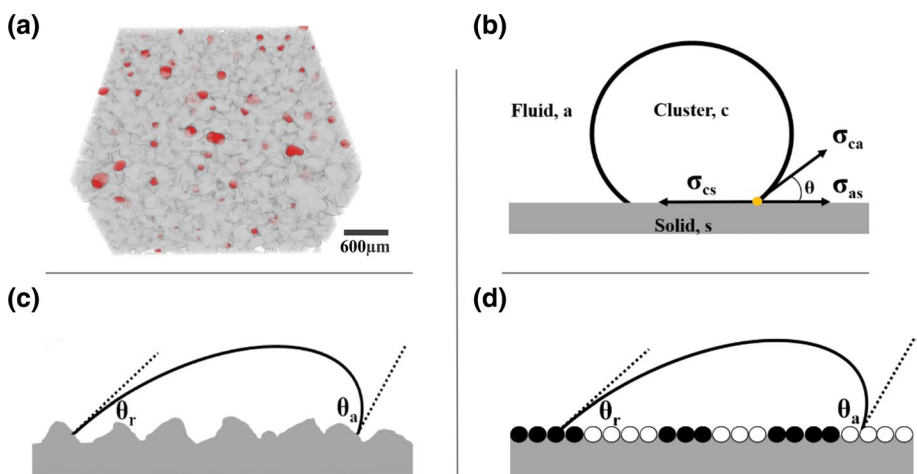 (a)
600μm
(b)
Fluid, a
Cluster, c
σca
σcs
θ
σas
Solid, s
(c)
θr
θa
(d)
θr
θa